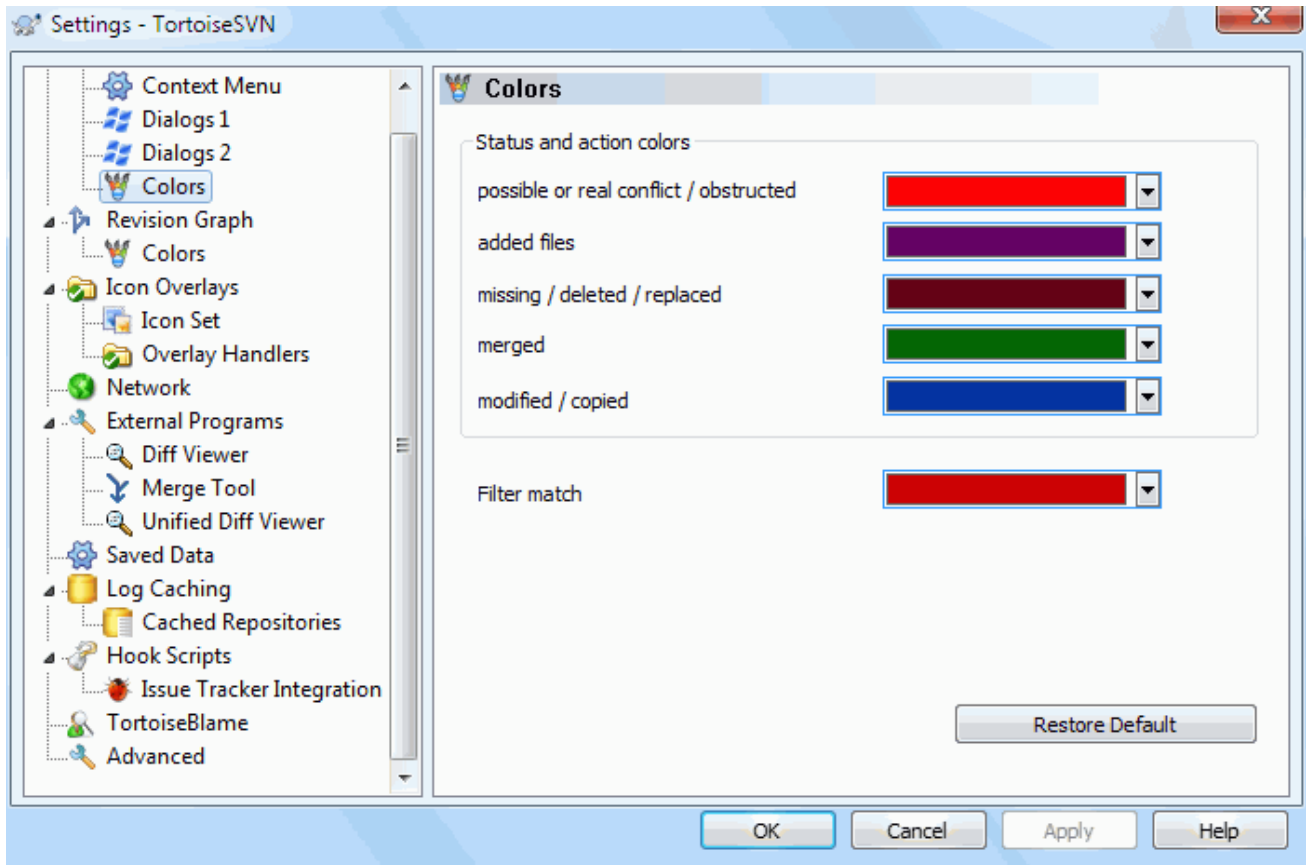 Settings - TortoiseSVN
Context Menu
Dialogs 1
Dialogs 2
Colors
Revision Graph
Colors
Icon Overlays
Icon Set
Overlay Handlers
Network
External Programs
Diff Viewer
Merge Tool
Unified Diff Viewer
Saved Data
Log Caching
Cached Repositories
Hook Scripts
Issue Tracker Integration
TortoiseBlame
Advanced
Colors
Status and action colors
possible or real conflict / obstructed
added files
missing / deleted / replaced
merged
modified / copied
Filter match
Restore Default
OK
Cancel
Apply
Help